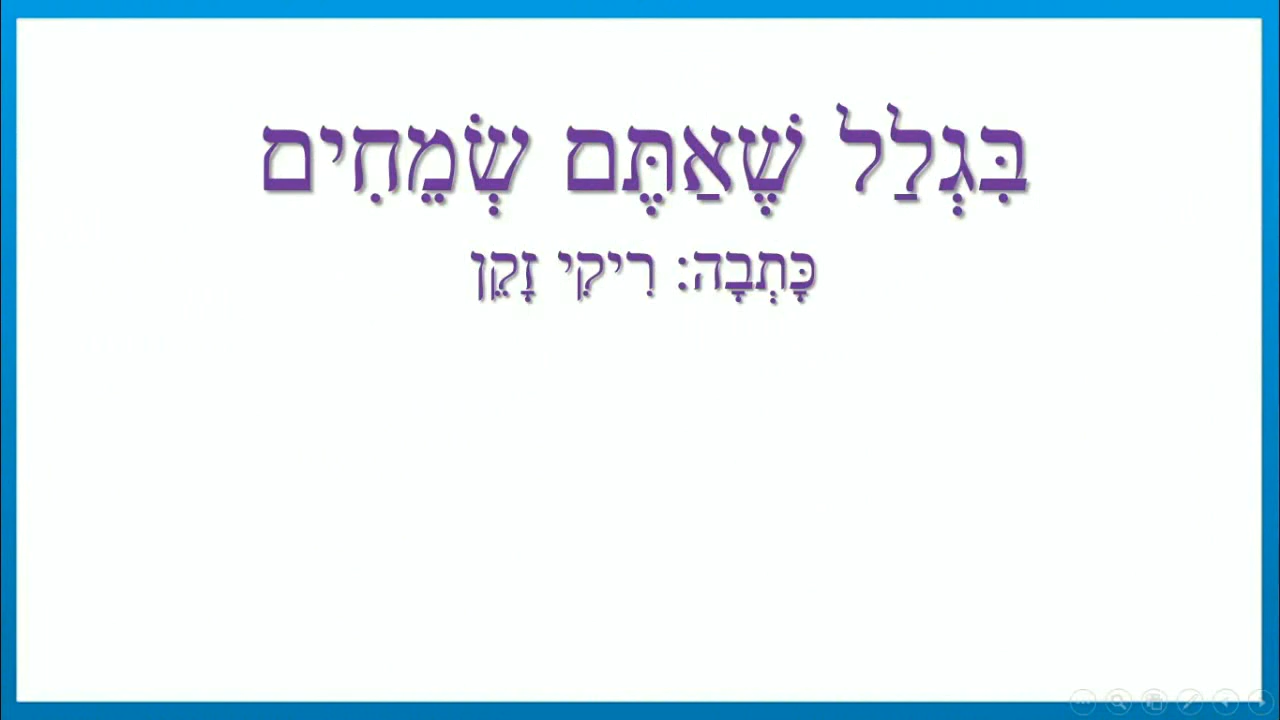 בִּגְלַל שֶׁאַתֶּם שְׂמֵחִים
כָּתְבָה: רִיקִי זָקֵן